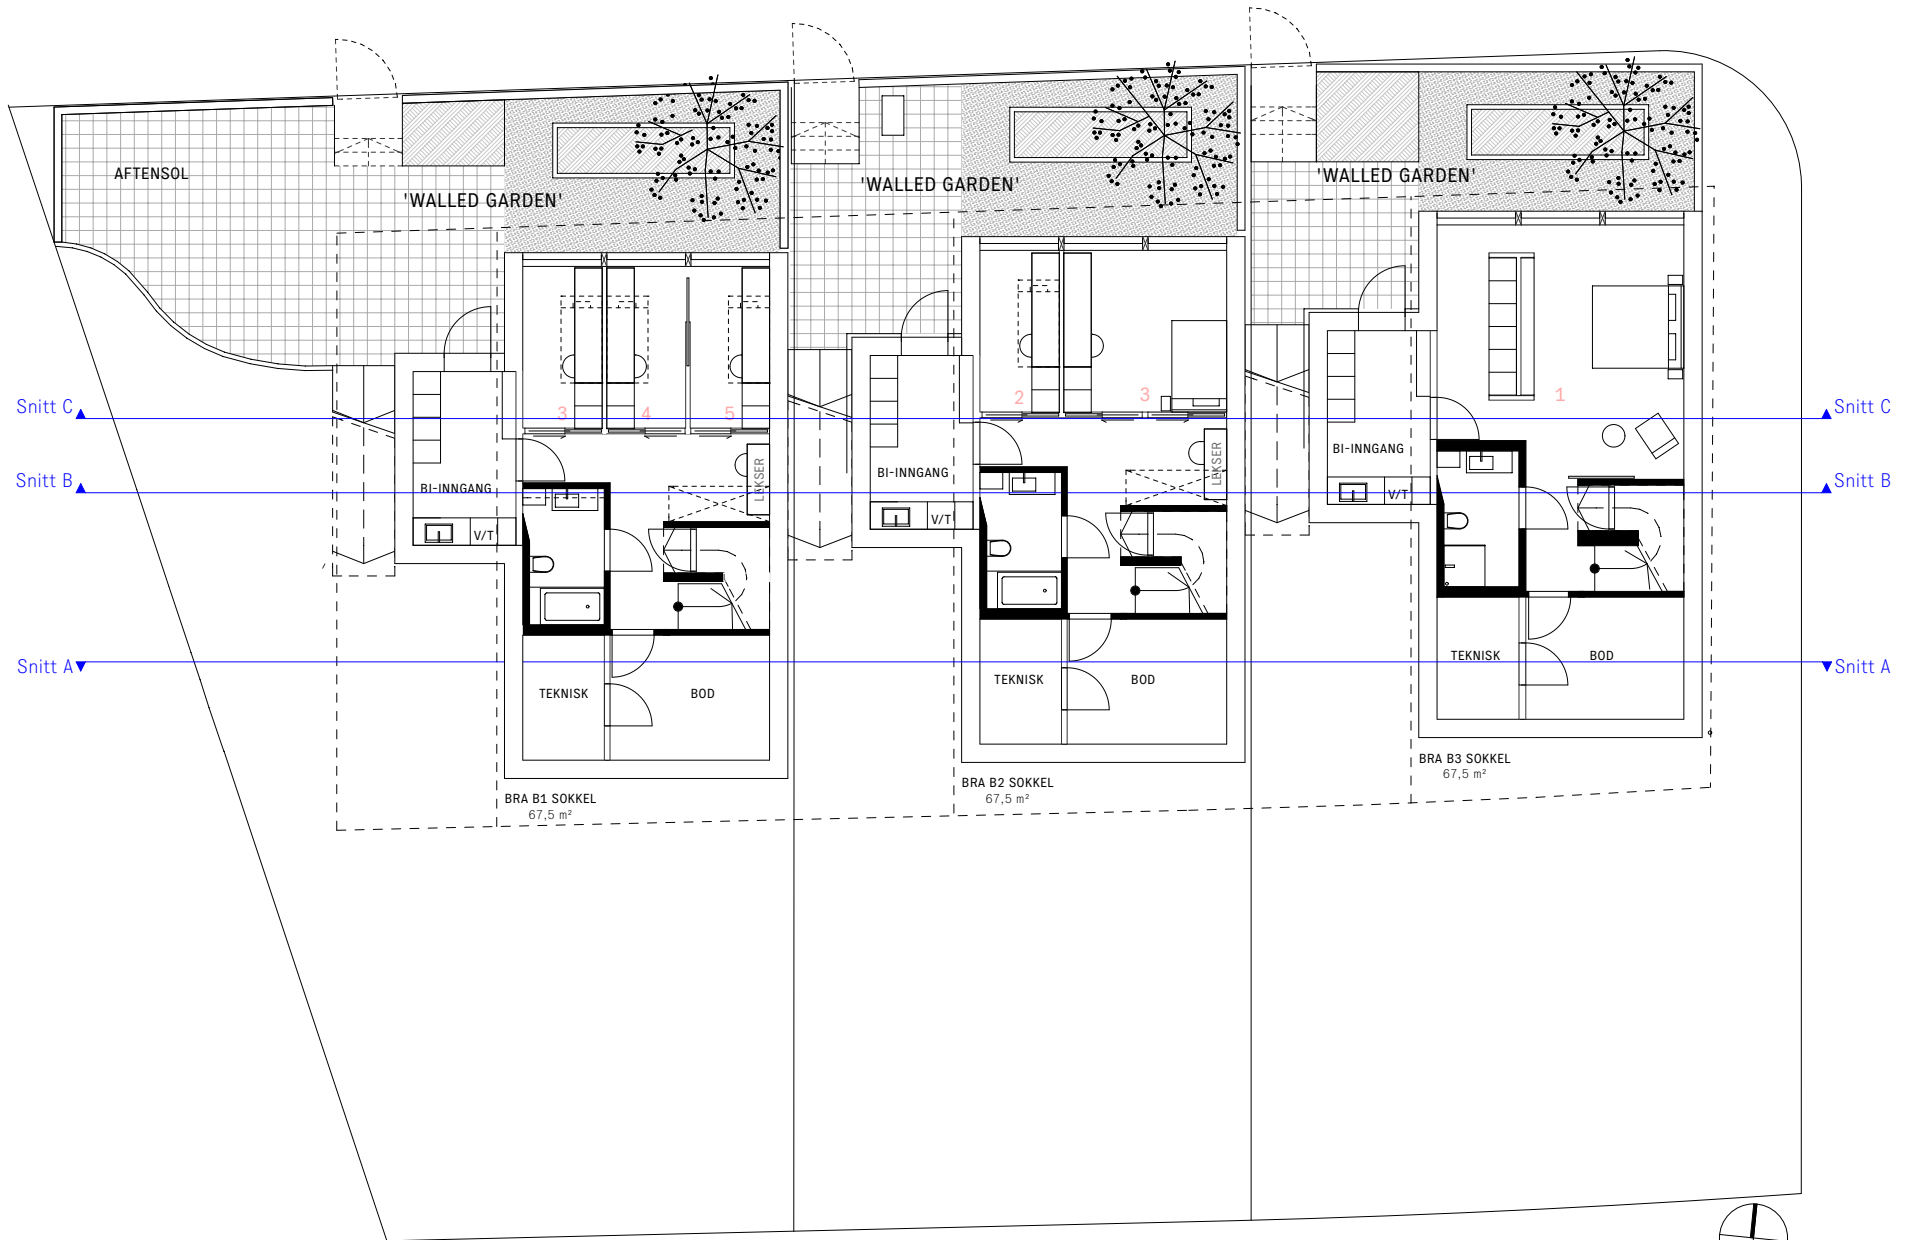 AFTENSOL
'WALLED GARDEN'
'WALLED GARDEN'
'WALLED GARDEN'
Snitt C
3
4
5
2
3
1
Snitt C
Snitt B
BI-INNGANG
LEKSER
BI-INNGANG
LEKSER
BI-INNGANG
Snitt B
V/T
V/T
V/T
Snitt A
TEKNISK
BOD
TEKNISK
BOD
TEKNISK
BOD
Snitt A
BRA B1 SOKKEL
67,5 m²
BRA B2 SOKKEL
67,5 m²
BRA B3 SOKKEL
67,5 m²